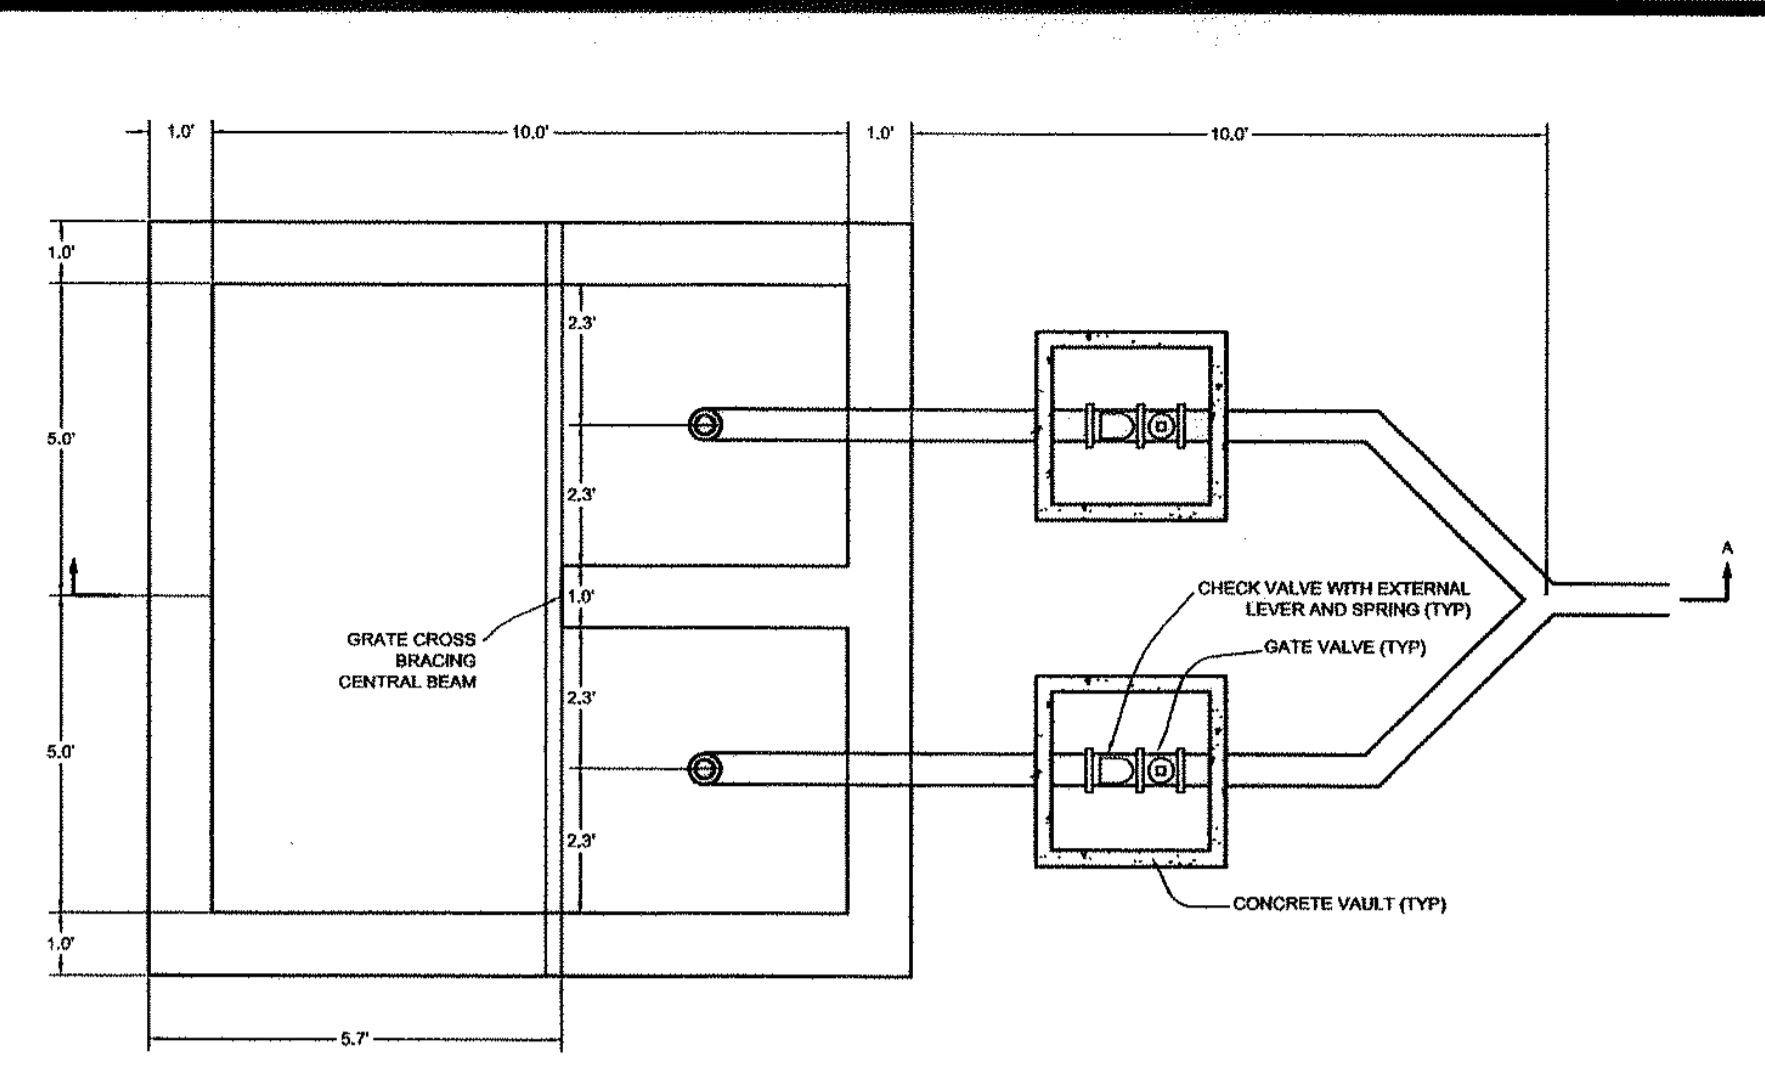 1.0'
10.0'
1.0'
10.0'
1.0'
2.3'
5.0'
2.3'
A
CHECK VALVE WITH EXTERNAL
LEVER AND SPRING (TYP)
1.0'
GRATE CROSS
BRACING
CENTRAL BEAM
GATE VALVE (TYP)
2.3'
5.0'
2.3'
CONCRETE VAULT (TYP)
1.0'
5.7'